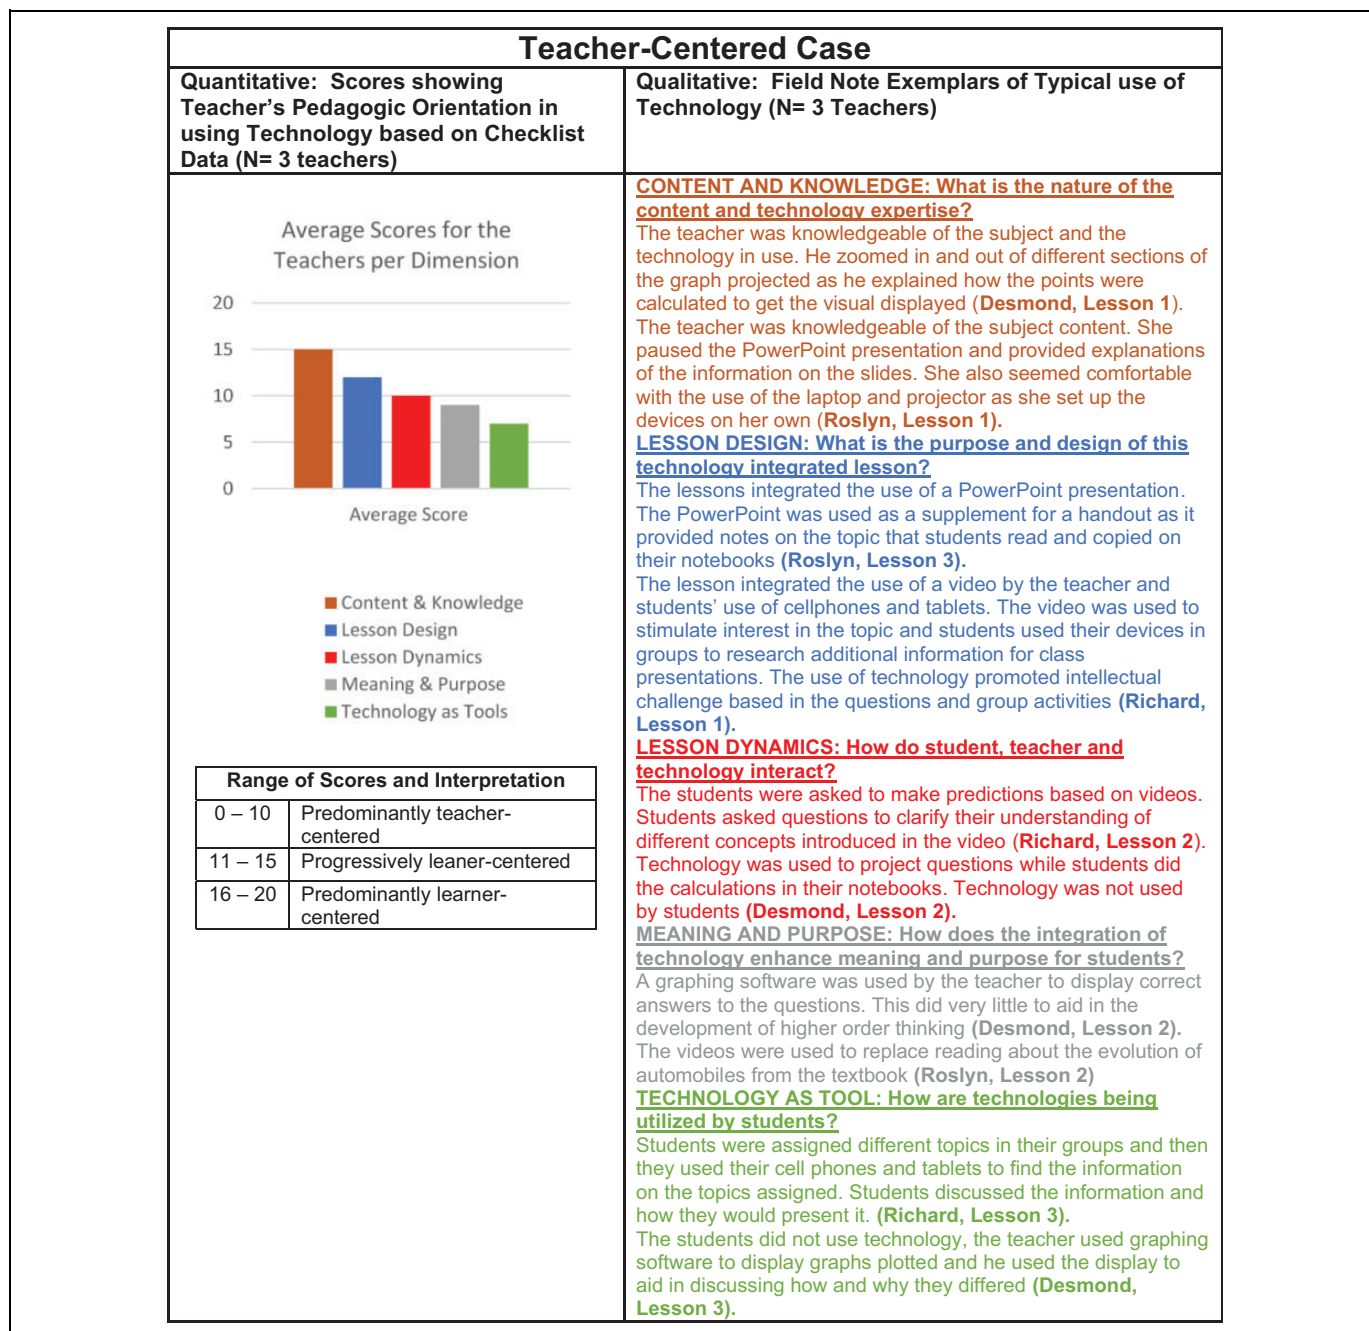 Teacher-Centered Case
Quantitative:  Scores showing
Teacher's Pedagogic Orientation in
using Technology based on Checklist
Data (N= 3 teachers)
Qualitative:  Field Note Exemplars of Typical use of
Technology (N= 3 Teachers)
Average Scores for the
Teachers per Dimension
20
15
10
5
0
Average Score
Content & Knowledge
Lesson Design
Lesson Dynamics
Meaning & Purpose
Technology as Tools
Range of Scores and Interpretation
0 – 10 Predominantly teacher-
centered
11 – 15 Progressively leaner-centered
16 – 20 Predominantly learner-
centered
CONTENT AND KNOWLEDGE: What is the nature of the
content and technology expertise?
The teacher was knowledgeable of the subject and the
technology in use. He zoomed in and out of different sections of
the graph projected as he explained how the points were
calculated to get the visual displayed (Desmond, Lesson 1).
The teacher was knowledgeable of the subject content. She
paused the PowerPoint presentation and provided explanations
of the information on the slides. She also seemed comfortable
with the use of the laptop and projector as she set up the
devices on her own (Roslyn, Lesson 1).
LESSON DESIGN: What is the purpose and design of this
technology integrated lesson?
The lessons integrated the use of a PowerPoint presentation.
The PowerPoint was used as a supplement for a handout as it
provided notes on the topic that students read and copied on
their notebooks (Roslyn, Lesson 3).
The lesson integrated the use of a video by the teacher and
students' use of cellphones and tablets. The video was used to
stimulate interest in the topic and students used their devices in
groups to research additional information for class
presentations. The use of technology promoted intellectual
challenge based in the questions and group activities (Richard,
Lesson 1).
LESSON DYNAMICS: How do student, teacher and
technology interact?
The students were asked to make predictions based on videos.
Students asked questions to clarify their understanding of
different concepts introduced in the video (Richard, Lesson 2).
Technology was used to project questions while students did
the calculations in their notebooks. Technology was not used
by students (Desmond, Lesson 2).
MEANING AND PURPOSE: How does the integration of
technology enhance meaning and purpose for students?
A graphing software was used by the teacher to display correct
answers to the questions. This did very little to aid in the
development of higher order thinking (Desmond, Lesson 2).
The videos were used to replace reading about the evolution of
automobiles from the textbook (Roslyn, Lesson 2)
TECHNOLOGY AS TOOL: How are technologies being
utilized by students?
Students were assigned different topics in their groups and then
they used their cell phones and tablets to find the information
on the topics assigned. Students discussed the information and
how they would present it. (Richard, Lesson 3).
The students did not use technology, the teacher used graphing
software to display graphs plotted and he used the display to
aid in discussing how and why they differed (Desmond,
Lesson 3).